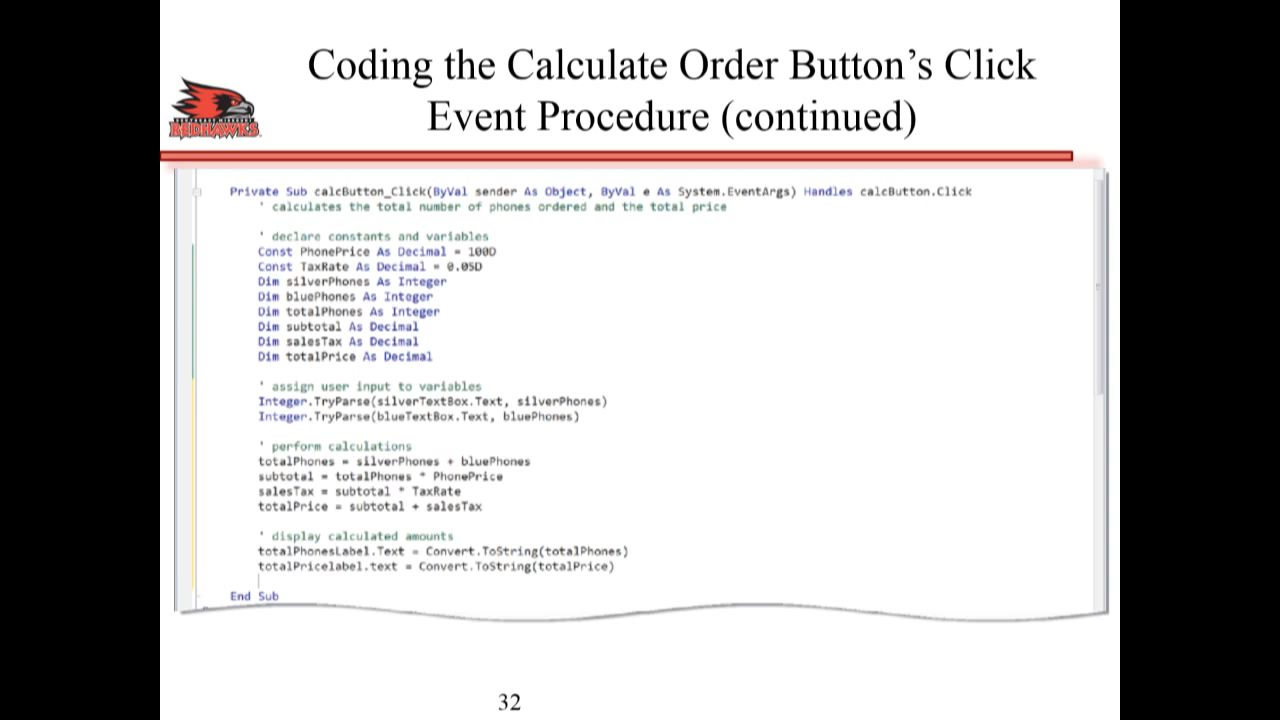 Coding the Calculate Order Button's Click
Event Procedure (continued)
REDHAWKS
Private Sub calcButton_Click(ByVal sender As Object, ByVal e As System.EventArgs) Handles calcButton.Click
' calculates the total number of phones ordered and the total price
' declare constants and variables
Const PhonePrice As Decimal = 100D
Const TaxRate As Decimal = 0.05D
Dim silverPhones As Integer
Dim bluePhones As Integer
Dim totalPhones As Integer
Dim subtotal As Decimal
Dim salesTax As Decimal
Dim totalPrice As Decimal
' assign user input to variables
Integer.TryParse(silverTextBox.Text, silverPhones)
Integer.TryParse(blueTextBox.Text, bluePhones)
' perform calculations
totalPhones = silverPhones + bluePhones
subtotal = totalPhones * PhonePrice
salesTax = subtotal * TaxRate
totalPrice = subtotal + salesTax
' display calculated amounts
totalPhonesLabel.Text = Convert.ToString(totalPhones)
totalPricelabel.text = Convert.ToString(totalPrice)
End Sub
32